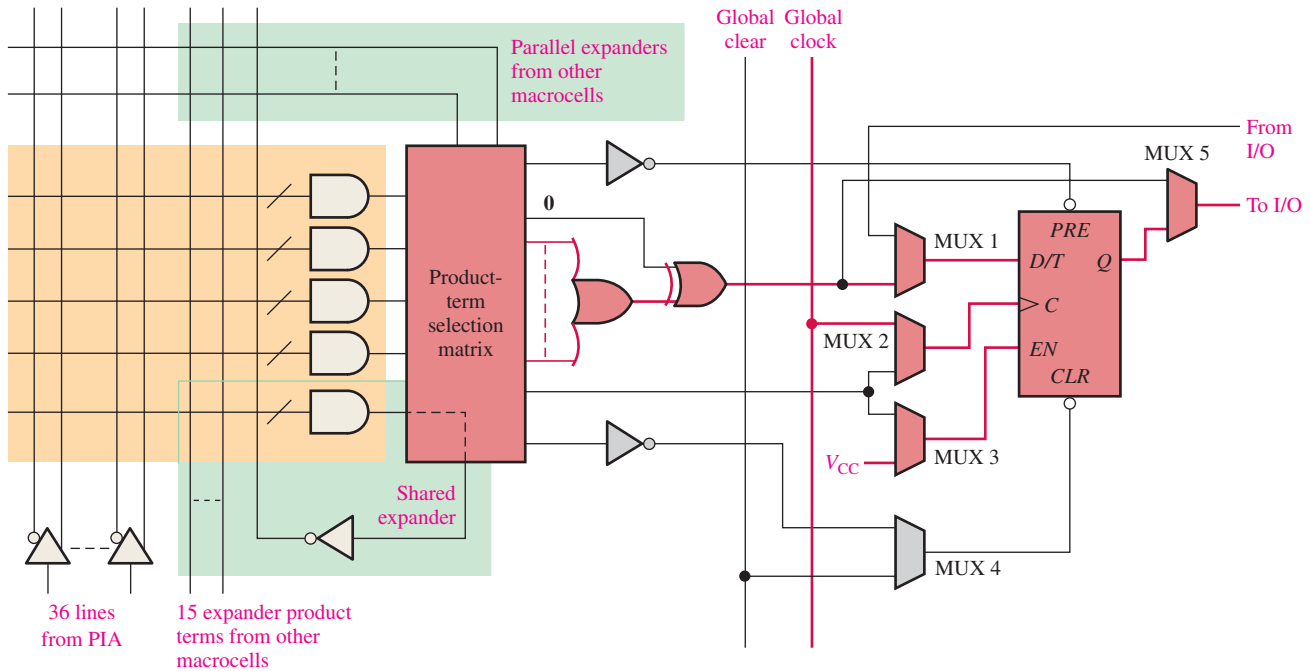 Global
clear
Global
clock
Parallel expanders
from other
macrocells
From
I/O
MUX 5
To I/O
0
MUX 1
PRE
D/T
Q
C
MUX 2
EN
CLR
Product-
term
selection
matrix
MUX 3
VCC
Shared
expander
MUX 4
36 lines
from PIA
15 expander product
terms from other
macrocells